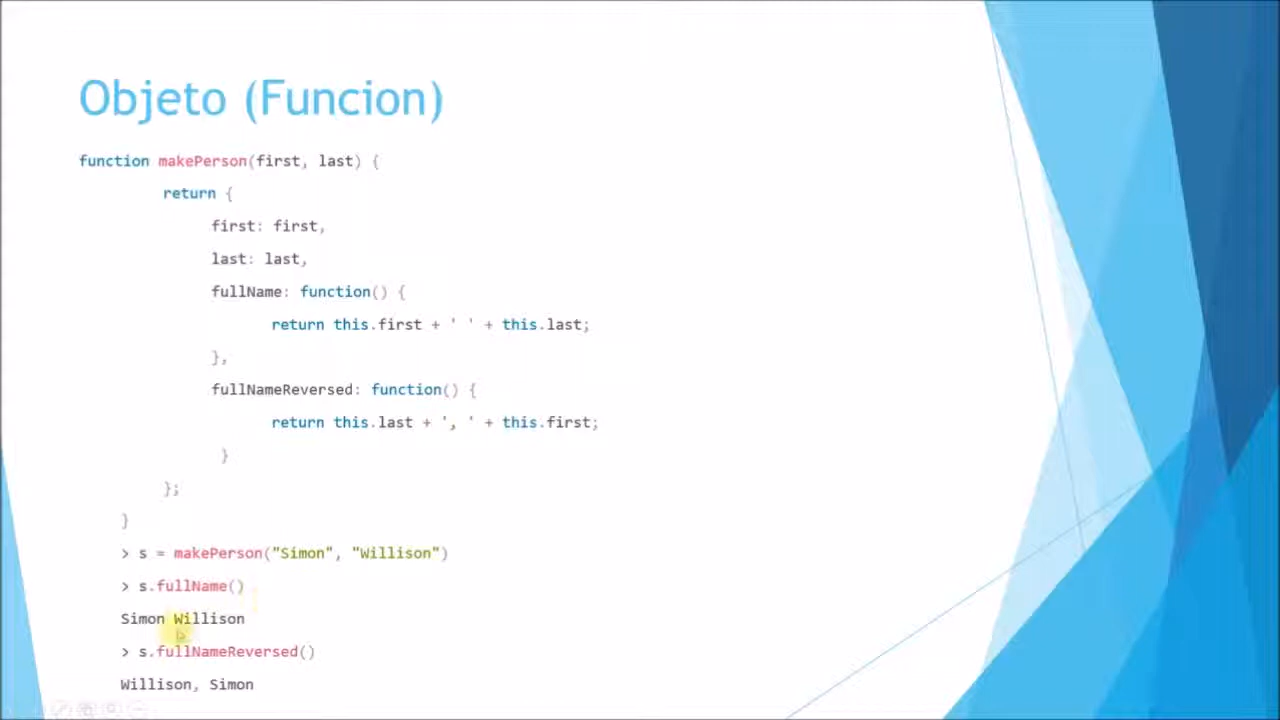 Objeto (Funcion)
function makePerson(first, last) {
return {
first: first,
last: last,
fullName: function() {
return this.first + ' ' + this.last;
},
fullNameReversed: function() {
return this.last + ', ' + this.first;
}
};
}
> s = makePerson("Simon", "Willison")
> s.fullName()
Simon Willison
> s.fullNameReversed()
Willison, Simon